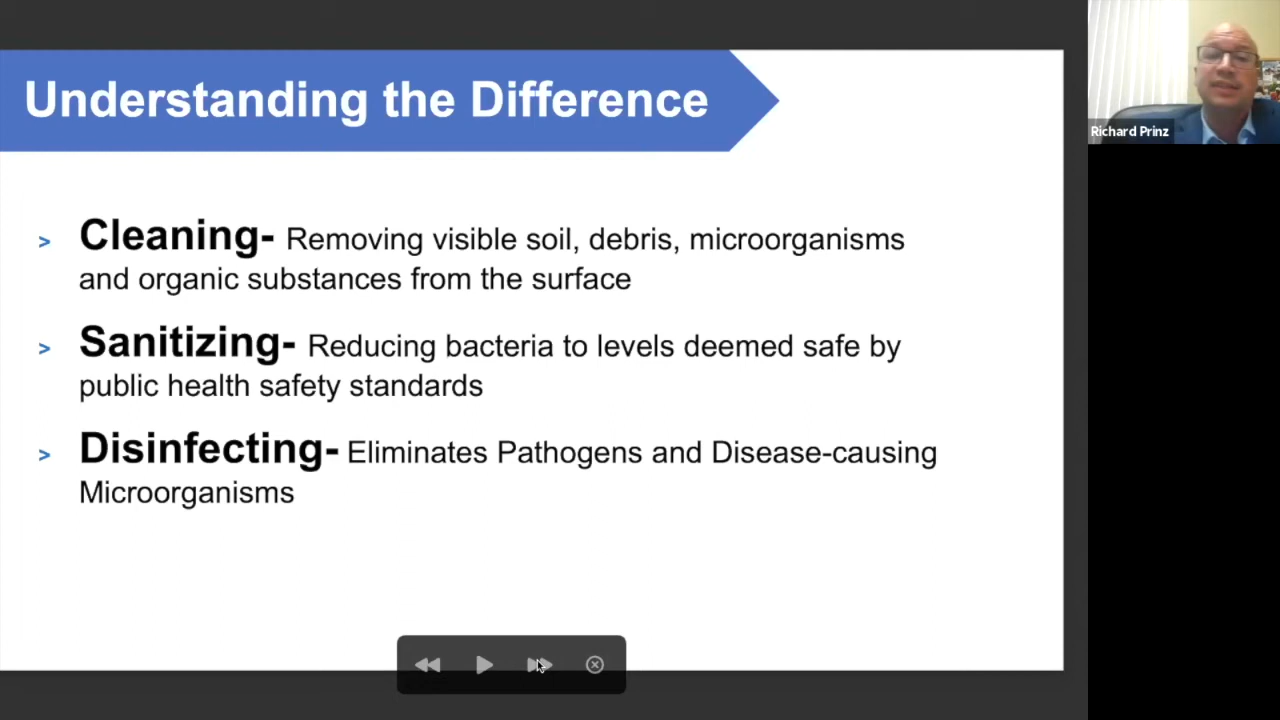 Understanding the Difference
Richard Prinz
> Cleaning- Removing visible soil, debris, microorganisms
and organic substances from the surface
> Sanitizing- Reducing bacteria to levels deemed safe by
public health safety standards
> Disinfecting- Eliminates Pathogens and Disease-causing
Microorganisms